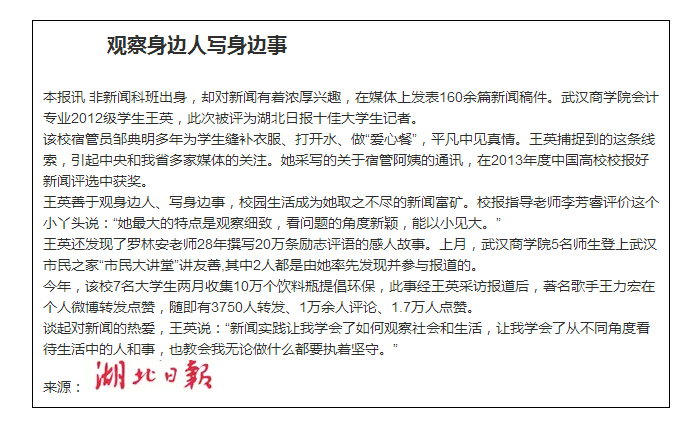 观察身边人写身边事
本报讯 非新闻科班出身，却对新闻有着浓厚兴趣，在媒体上发表160余篇新闻稿件。武汉商学院会计
专业2012级学生王英，此次被评为湖北日报十佳大学生记者。
该校宿管员邹典明多年为学生缝补衣服、打开水、做“爱心餐”，平凡中见真情。王英捕捉到的这条线
索，引起中央和我省多家媒体的关注。她采写的关于宿管阿姨的通讯，在2013年度中国高校校报好
新闻评选中获奖。
王英善于观身边人、写身边事，校园生活成为她取之不尽的新闻富矿。校报指导老师李芳睿评价这个
小丫头说：“她最大的特点是观察细致，看问题的角度新颖，能以小见大。”
王英还发现了罗林安老师28年撰写20万条励志评语的感人故事。上月，武汉商学院5名师生登上武汉
市民之家“市民大讲堂”讲友善,其中2人都是由她率先发现并参与报道的。
今年，该校7名大学生两月收集10万个饮料瓶提倡环保，此事经王英采访报道后，著名歌手王力宏在
个人微博转发点赞，随即有3750人转发、1万余人评论、1.7万人点赞。
谈起对新闻的热爱，王英说：“新闻实践让我学会了如何观察社会和生活，让我学会了从不同角度看
待生活中的人和事，也教会我无论做什么都要执着坚守。”
来源： 湖北日报